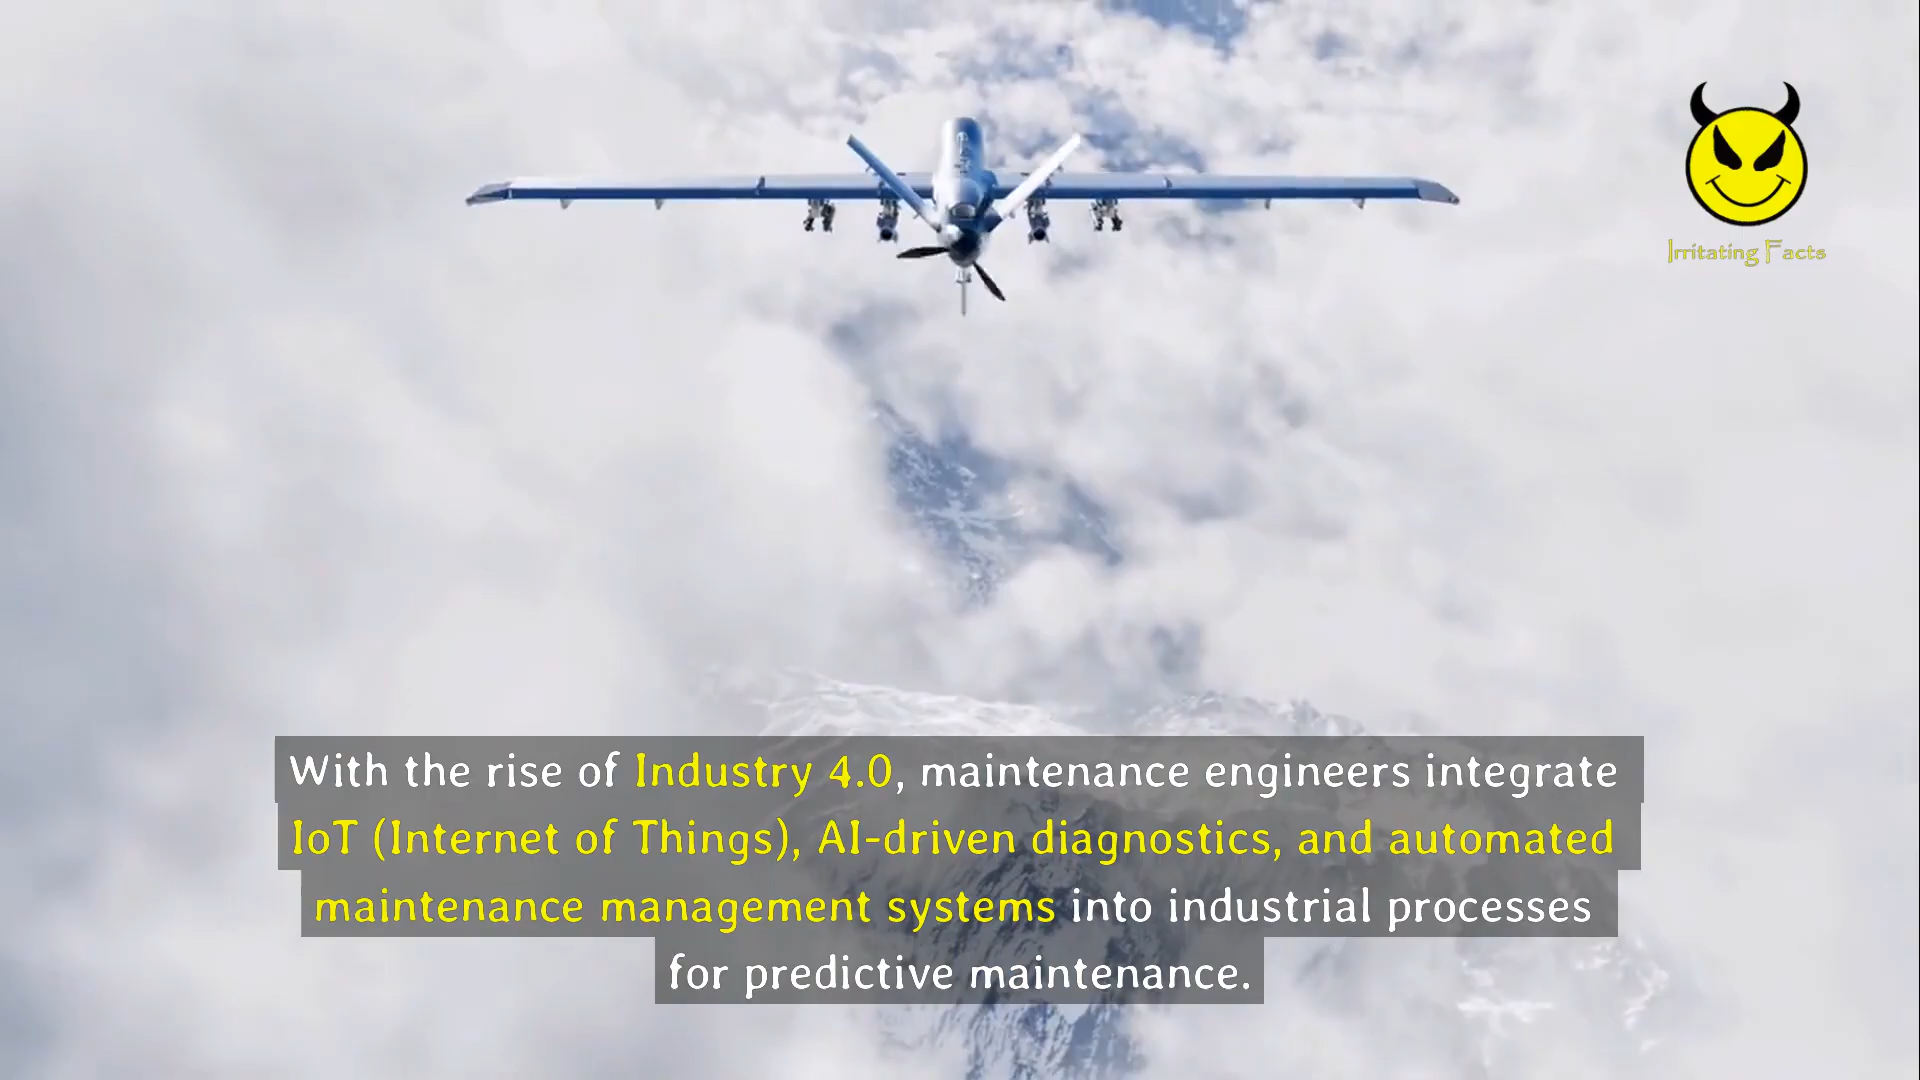 Irritating Facts
With the rise of Industry 4.0, maintenance engineers integrate
IoT (Internet of Things), AI-driven diagnostics, and automated
maintenance management systems into industrial processes
for predictive maintenance.